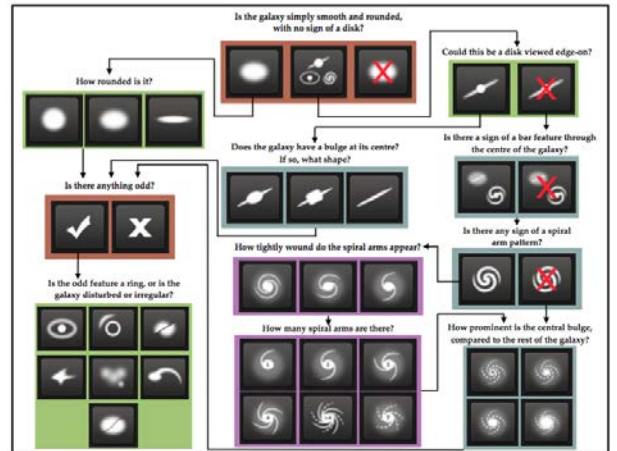 Is the galaxy simply smooth and rounded,
with no sign of a disk?
Could this be a disk viewed edge-on?
How rounded is it?
Does the galaxy have a bulge at its centre?
If so, what shape?
Is there a sign of a bar feature through
the centre of the galaxy?
Is there anything odd?
Is there any sign of a spiral
arm pattern?
How tightly wound do the spiral arms appear?
Is the odd feature a ring, or is the
galaxy disturbed or irregular?
How many spiral arms are there?
How prominent is the central bulge,
compared to the rest of the galaxy?